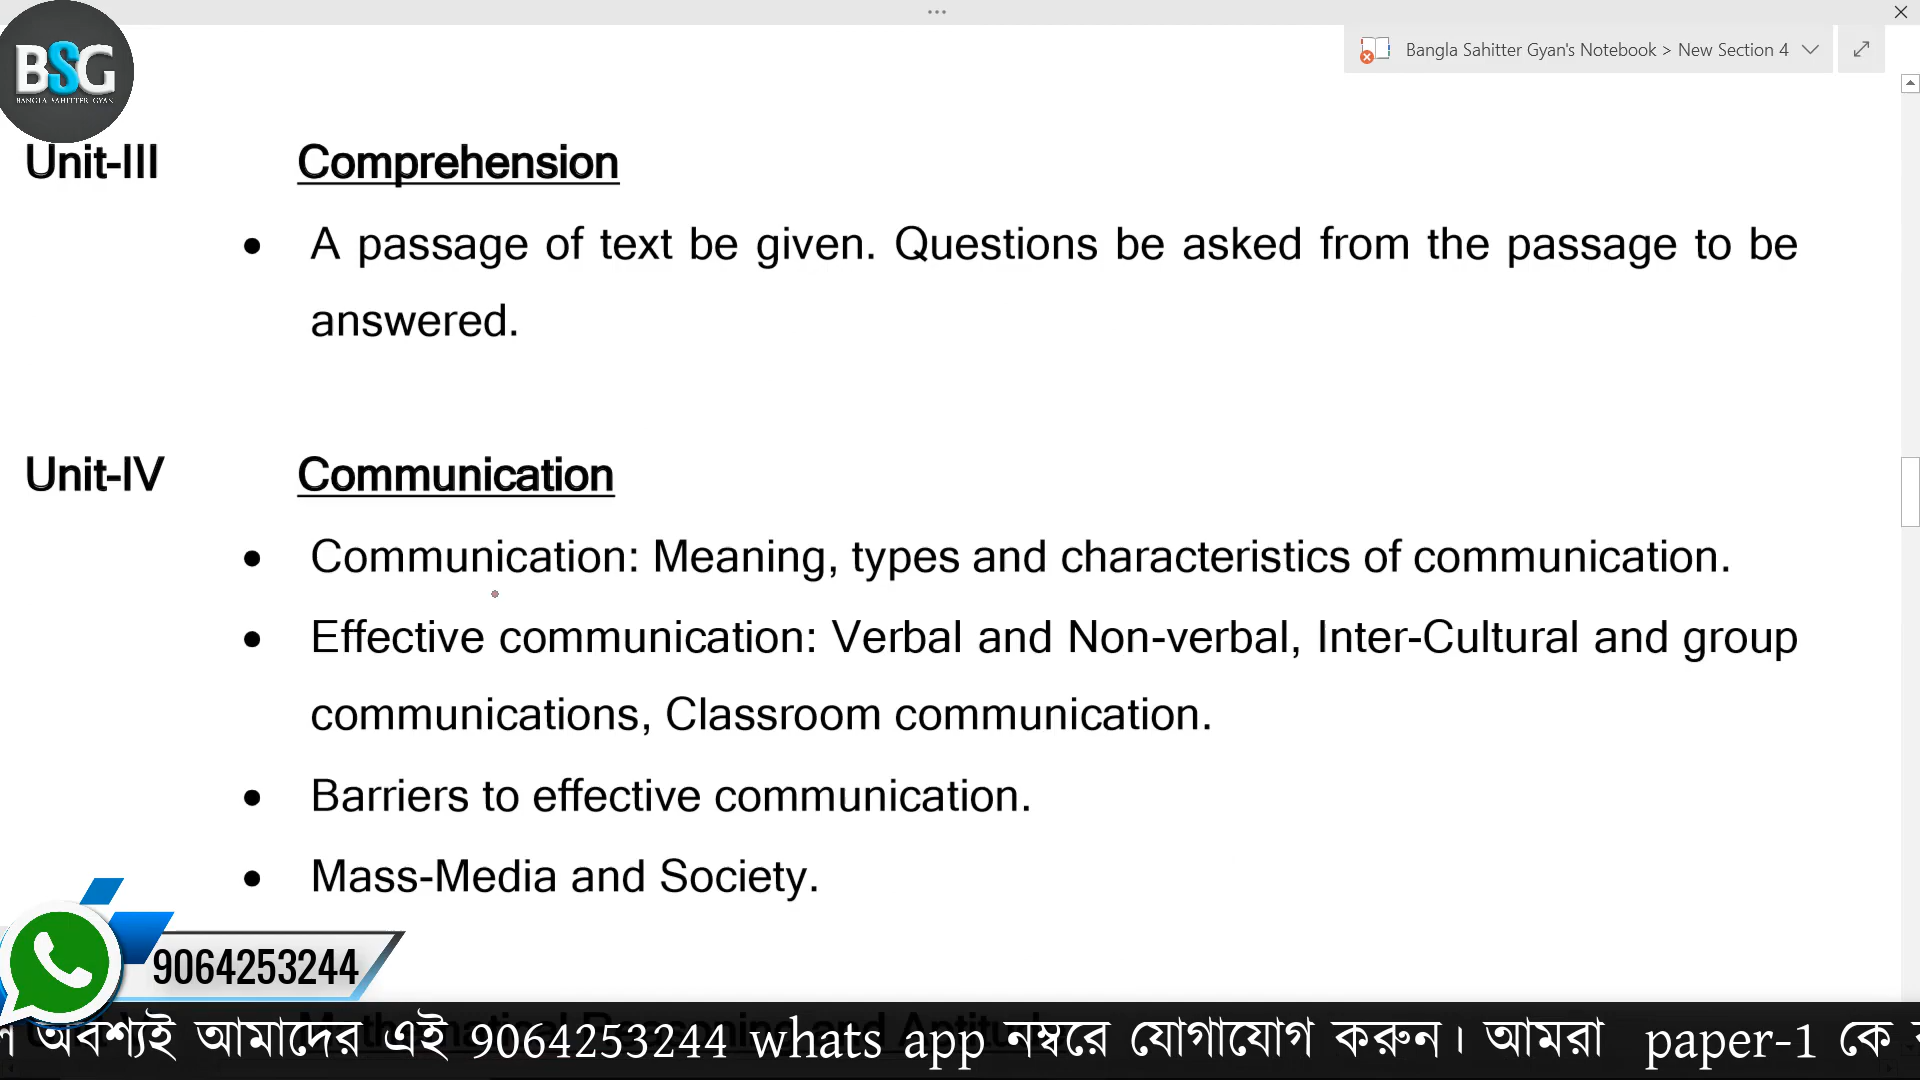 BSG
BANGLA SAHITTER GYAN
Bangla Sahitter Gyan's Notebook > New Section 4
Unit-III Comprehension
• A passage of text be given. Questions be asked from the passage to be
answered.
Unit-IV Communication
• Communication: Meaning, types and characteristics of communication.
• Effective communication: Verbal and Non-verbal, Inter-Cultural and group
communications, Classroom communication.
• Barriers to effective communication.
• Mass-Media and Society.
9064253244
অবশ্যই আমাদের এই 9064253244 whats app নম্বরে যোগাযোগ করুন। আমরা paper-1 কে